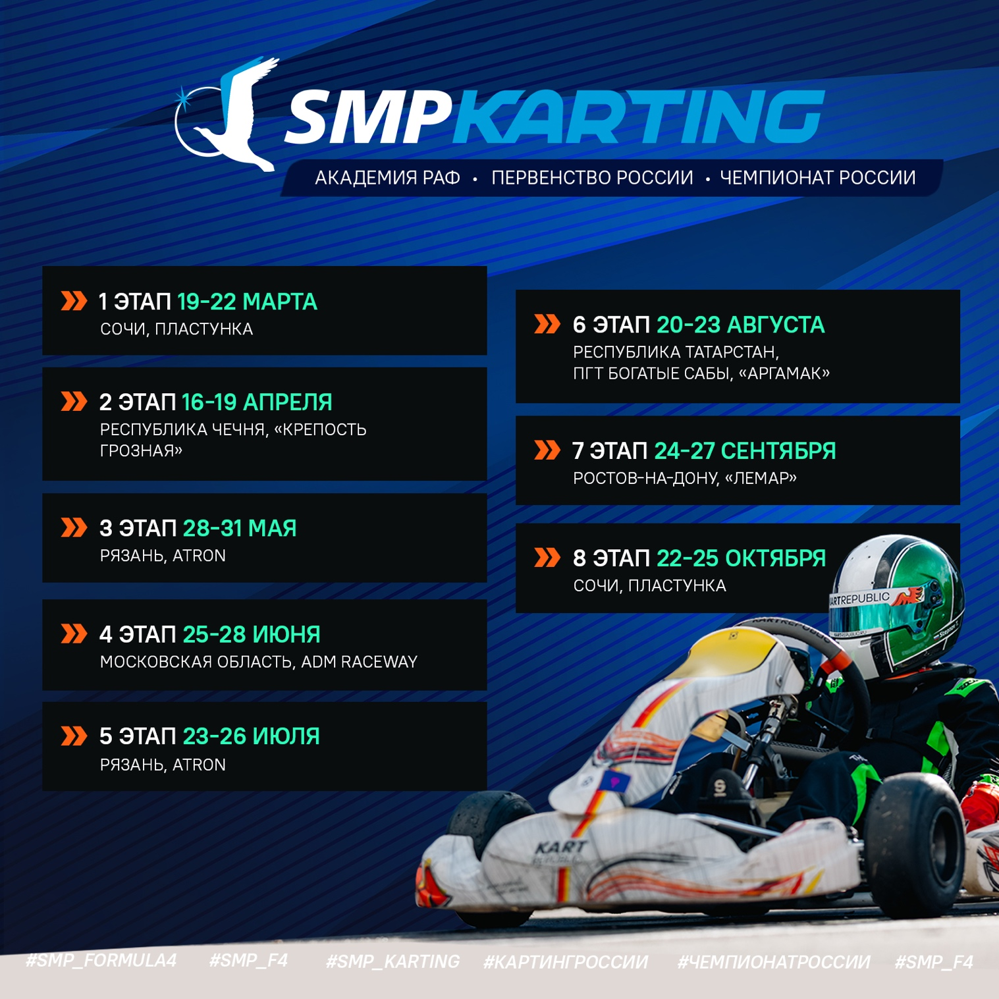 SMPKARTING
АКАДЕМИЯ РАФ • ПЕРВЕНСТВО РОССИИ • ЧЕМПИОНАТ РОССИИ
1 ЭТАП 19-22 МАРТА
СОЧИ, ПЛАСТУНКА
2 ЭТАП 16-19 АПРЕЛЯ
РЕСПУБЛИКА ЧЕЧНЯ, «КРЕПОСТЬ
ГРОЗНАЯ»
3 ЭТАП 28-31 МАЯ
РЯЗАНЬ, ATRON
4 ЭТАП 25-28 ИЮНЯ
МОСКОВСКАЯ ОБЛАСТЬ, ADM RACEWAY
5 ЭТАП 23-26 ИЮЛЯ
РЯЗАНЬ, ATRON
6 ЭТАП 20-23 АВГУСТА
РЕСПУБЛИКА ТАТАРСТАН,
ПГТ БОГАТЫЕ САБЫ, «АРГАМАК»
7 ЭТАП 24-27 СЕНТЯБРЯ
РОСТОВ-НА-ДОНУ, «ЛЕМАР»
8 ЭТАП 22-25 ОКТЯБРЯ
СОЧИ, ПЛАСТУНКА
KARTREPUBLIC
KARTREPUBLIC
KART
REPUBLIC
#SMP_FORMULA4 #SMP_F4 #SMP_KARTING #КАРТИНГРОССИИ #ЧЕМПИОНАТРОССИИ #SMP_F4